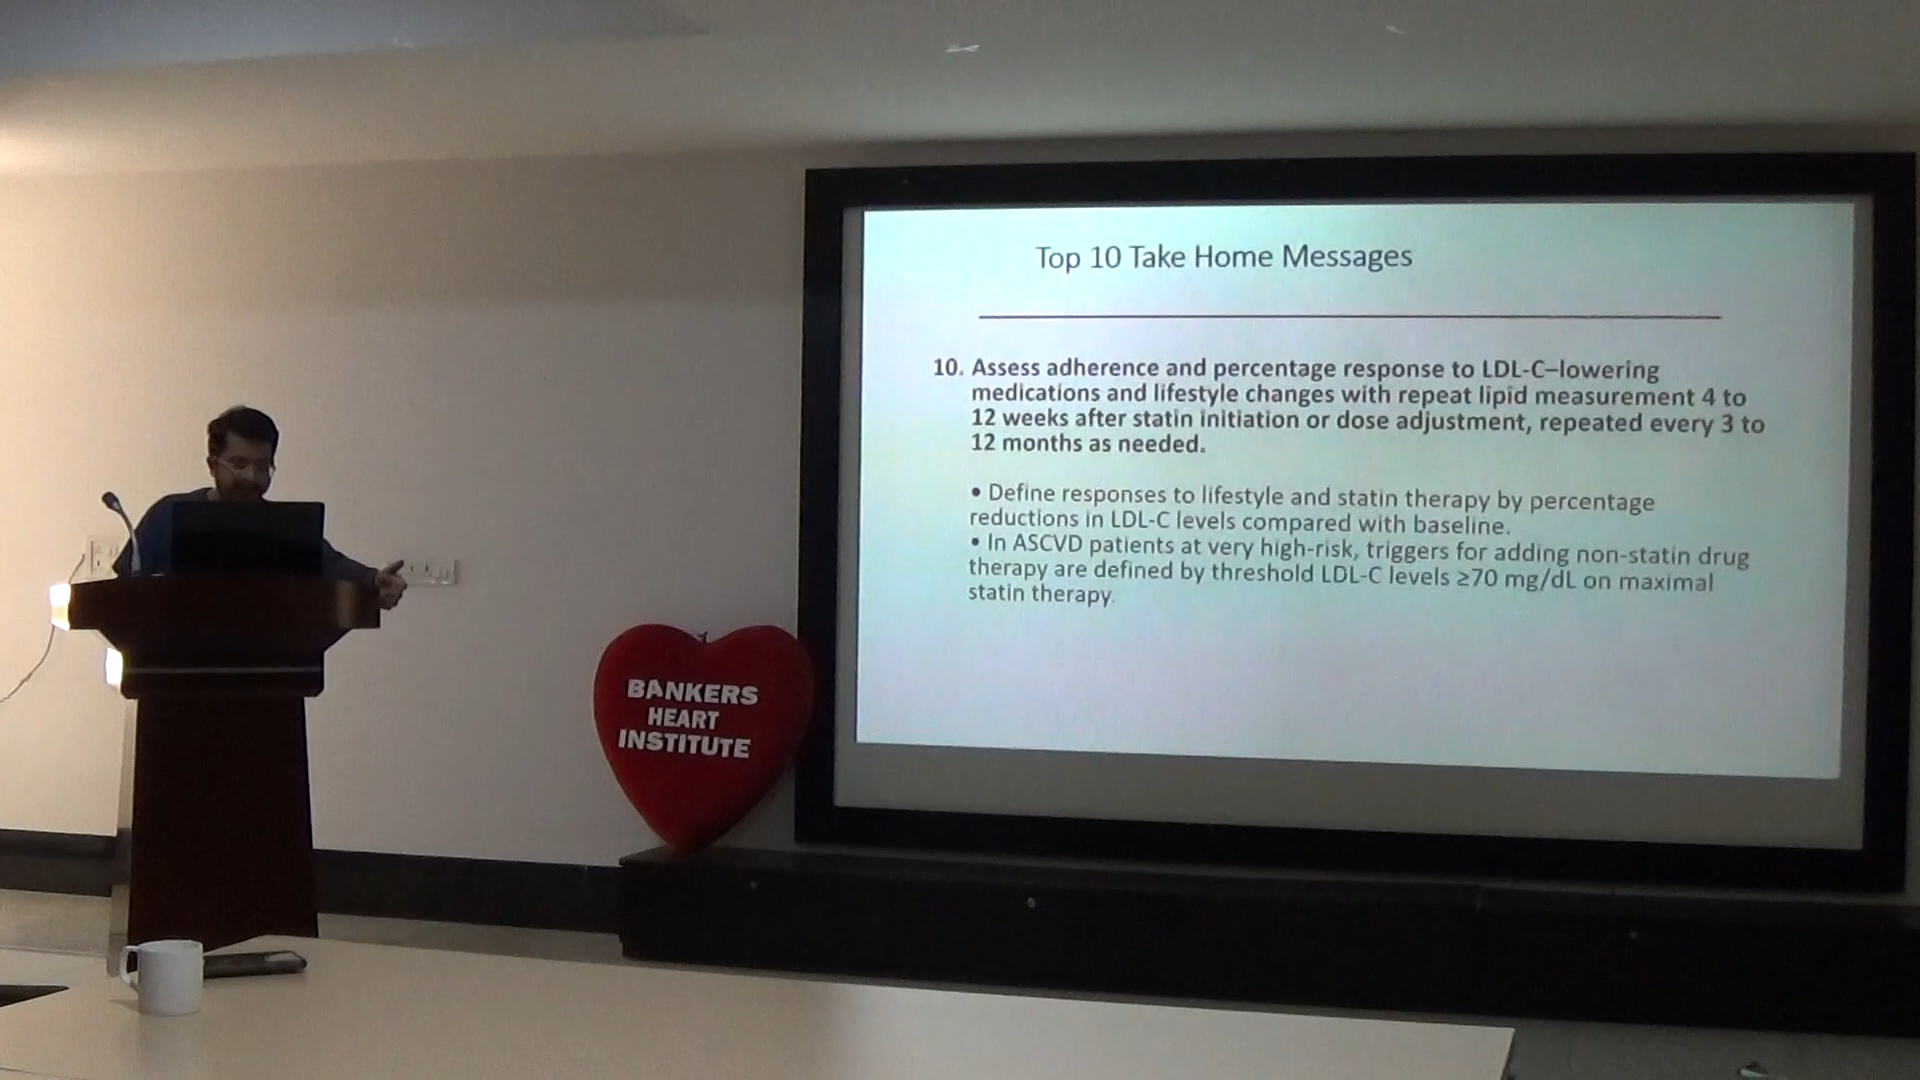 Top 10 Take Home Messages
10. Assess adherence and percentage response to LDL-C–lowering
medications and lifestyle changes with repeat lipid measurement 4 to
12 weeks after statin initiation or dose adjustment, repeated every 3 to
12 months as needed.
• Define responses to lifestyle and statin therapy by percentage
reductions in LDL-C levels compared with baseline.
• In ASCVD patients at very high-risk, triggers for adding non-statin drug
therapy are defined by threshold LDL-C levels ≥70 mg/dL on maximal
statin therapy.
BANKERS
HEART
INSTITUTE